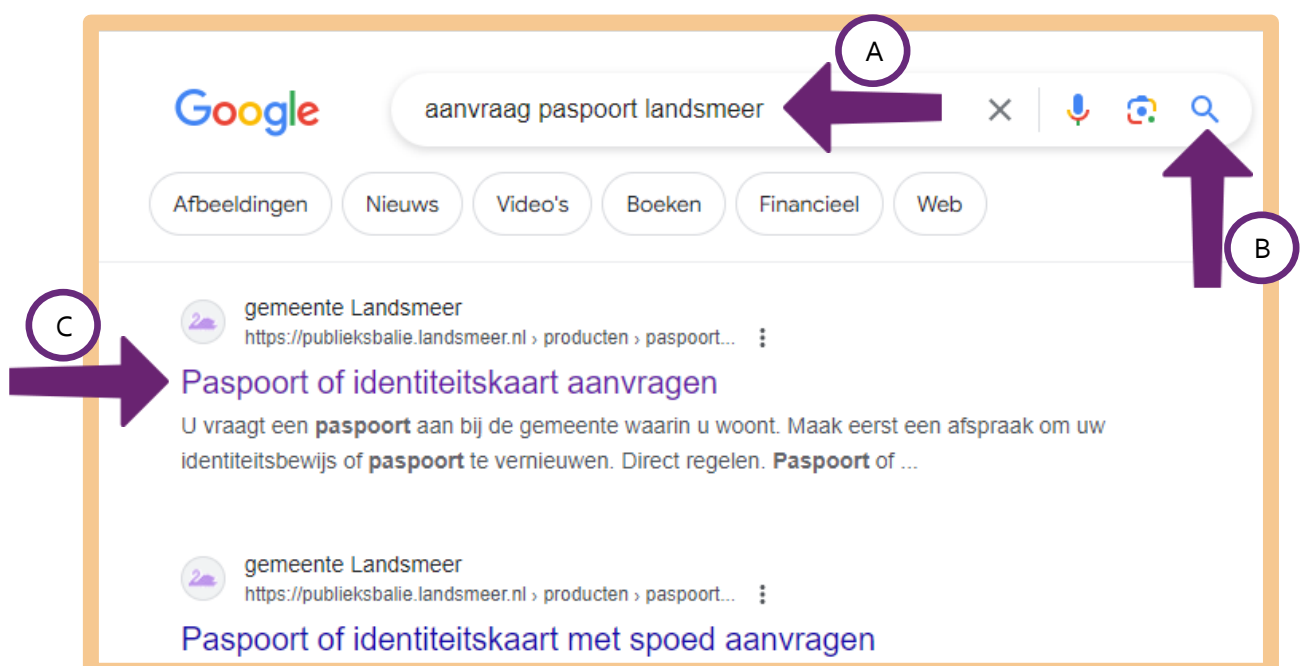 A
Google
aanvraag paspoort landsmeer
Afbeeldingen
Nieuws
Video's
Boeken
Financieel
Web
B
C
gemeente Landsmeer
https://publieksbalie.landsmeer.nl › producten › paspoort...
Paspoort of identiteitskaart aanvragen
U vraagt een paspoort aan bij de gemeente waarin u woont. Maak eerst een afspraak om uw
identiteitsbewijs of paspoort te vernieuwen. Direct regelen. Paspoort of ...
gemeente Landsmeer
https://publieksbalie.landsmeer.nl › producten › paspoort...
Paspoort of identiteitskaart met spoed aanvragen